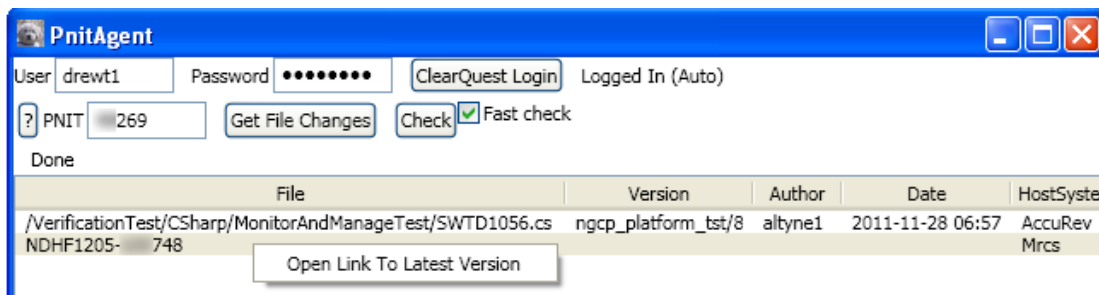 PnitAgent
User drewt1 Password ●●●●●●●● ClearQuest Login Logged In (Auto)
? PNIT 269 Get File Changes Check Fast check
Done
File Version Author Date HostSyste
/VerificationTest/CSharp/MonitorAndManageTest/SWTD1056.cs ngcp_platform_tst/8 altyne1 2011-11-28 06:57 AccuRev
NDHF1205- 748 Mrcs
Open Link To Latest Version